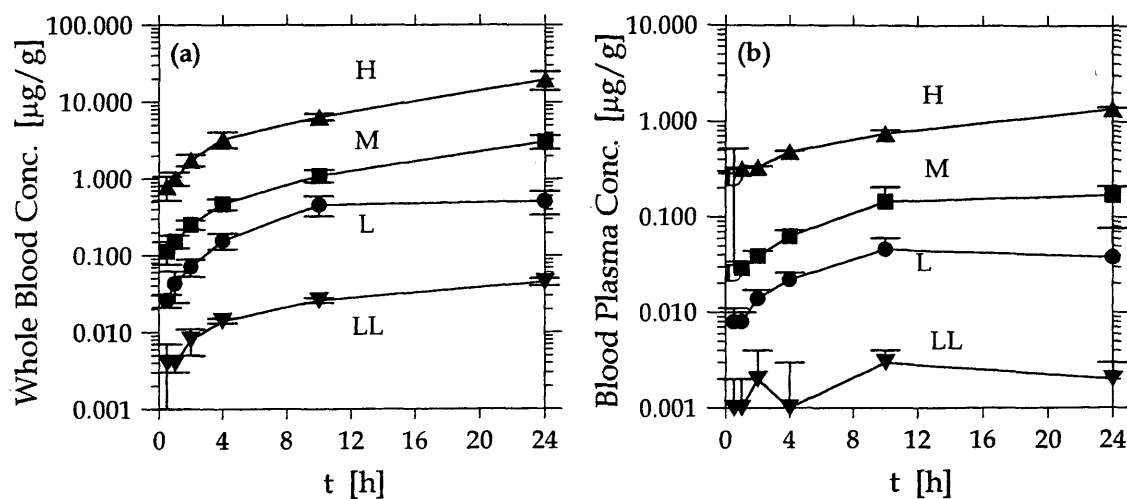 (a)
Whole Blood Conc. [µg/g]
100.000
10.000
1.000
0.100
0.010
0.001
H
M
L
LL
0 4 8 12 16 20 24
t [h]
(b)
Blood Plasma Conc. [µg/g]
10.000
1.000
0.100
0.010
0.001
H
M
L
LL
D
D
0 4 8 12 16 20 24
t [h]